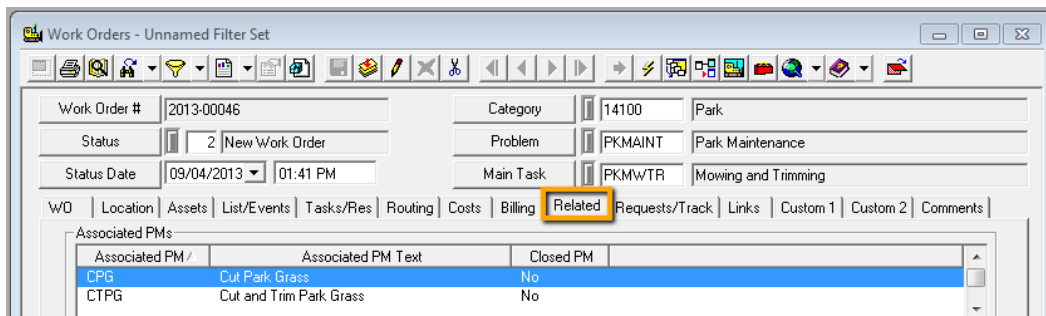 Work Orders - Unnamed Filter Set
Work Order # 2013-00046 Category 14100 Park
Status 2 New Work Order Problem PKMAINT Park Maintenance
Status Date 09/04/2013 01:41 PM Main Task PKMWTR Mowing and Trimming
WO Location Assets List/Events Tasks/Res Routing Costs Billing Related Requests/Track Links Custom 1 Custom 2 Comments
Associated PMs
Associated PM Associated PM Text Closed PM
CPG Cut Park Grass No
CTPG Cut and Trim Park Grass No